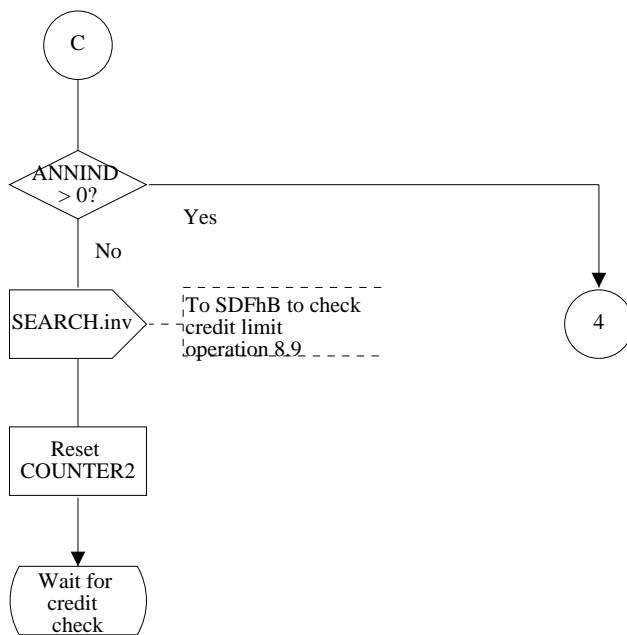 C
ANNIND
> 0?
Yes
No
SEARCH.inv
To SDFhB to check
credit limit
operation 8.9
4
Reset
COUNTER2
Wait for
credit
check